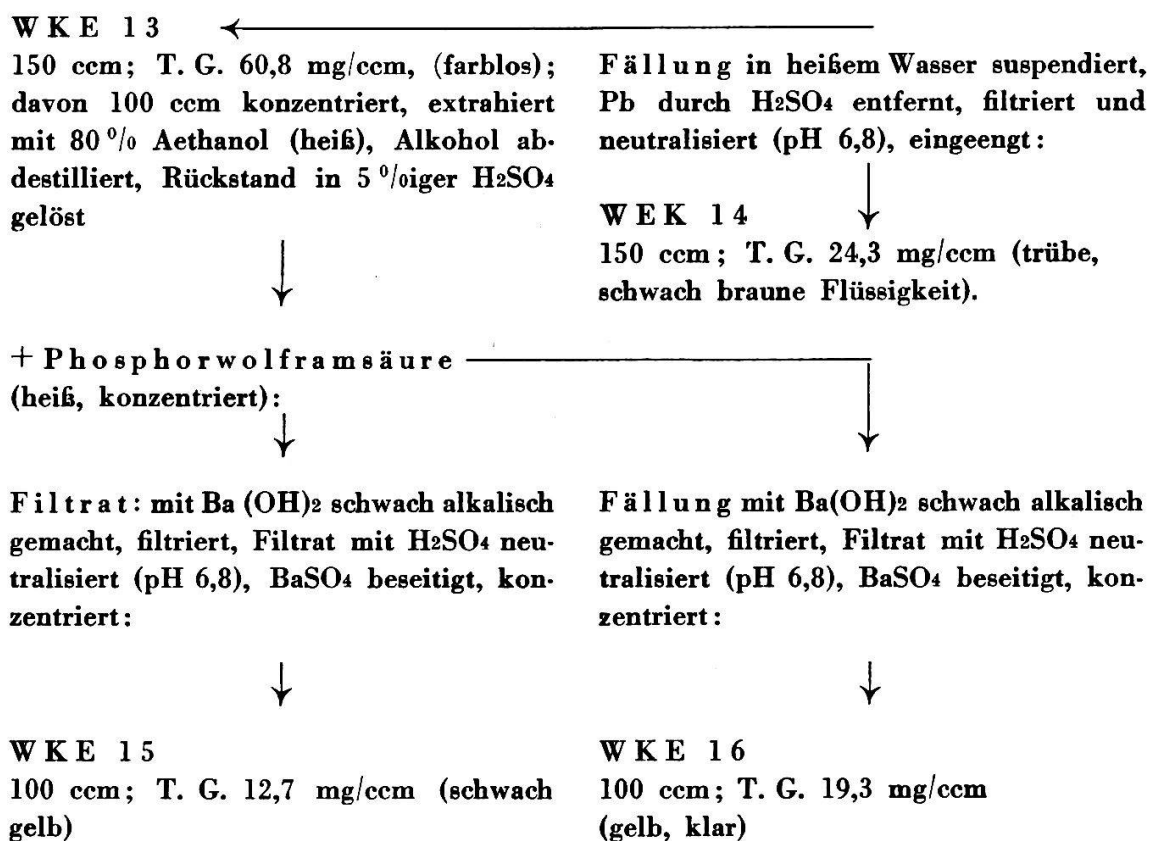 WKE 13
150 ccm; T. G. 60,8 mg/ccm, (farblos);
davon 100 ccm konzentriert, extrahiert
mit 80 % Aethanol (heiß), Alkohol ab-
destilliert, Rückstand in 5 %iger H₂SO₄
gelöst
Fällung in heißem Wasser suspendiert,
Pb durch H₂SO₄ entfernt, filtriert und
neutralisiert (pH 6,8), eingeengt:
WEK 14
150 ccm; T. G. 24,3 mg/ccm (trübe,
schwach braune Flüssigkeit).
+ Phosphorwolframsäure
(heiß, konzentriert):
Filtrat: mit Ba (OH)₂ schwach alkalisch
gemacht, filtriert, Filtrat mit H₂SO₄ neu-
tralisiert (pH 6,8), BaSO₄ beseitigt, kon-
zentriert:
Fällung mit Ba(OH)₂ schwach alkalisch
gemacht, filtriert, Filtrat mit H₂SO₄ neu-
tralisiert (pH 6,8), BaSO₄ beseitigt, kon-
zentriert:
WKE 15
100 ccm; T. G. 12,7 mg/ccm (schwach
gelb)
WKE 16
100 ccm; T. G. 19,3 mg/ccm
(gelb, klar)